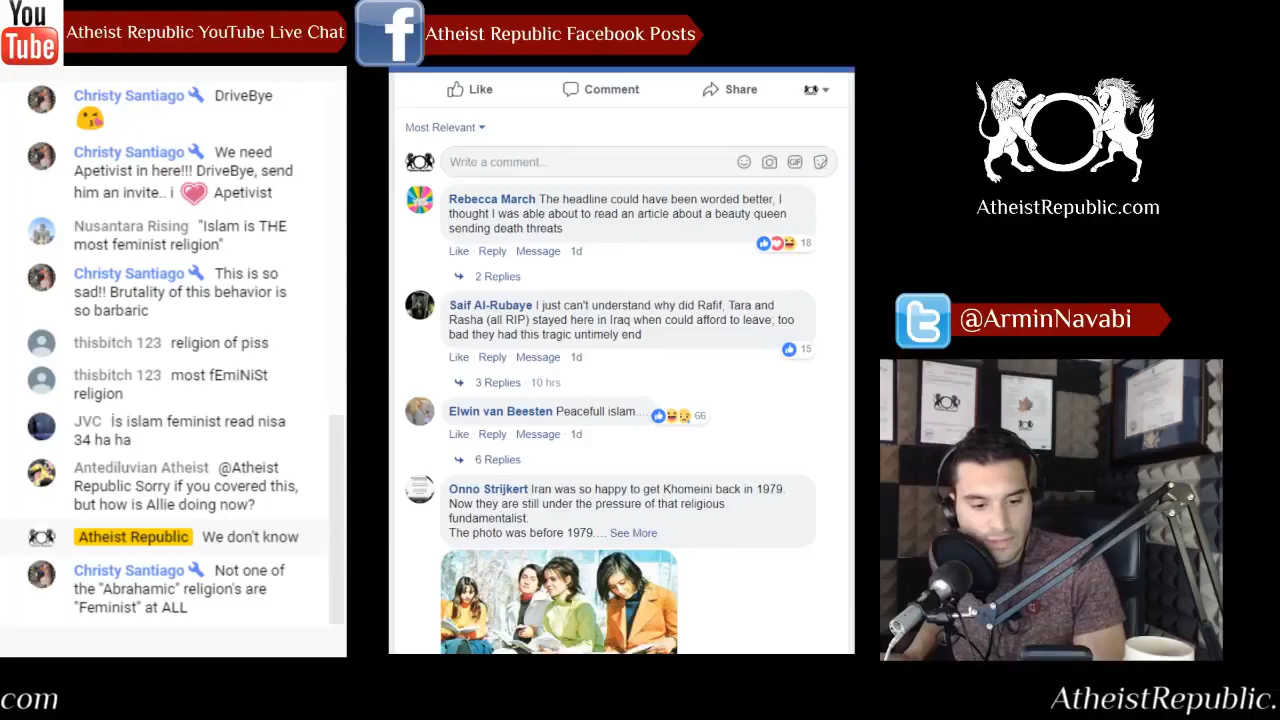 You
Tube
Atheist Republic YouTube Live Chat
Atheist Republic Facebook Posts
Christy Santiago DriveBye
Christy Santiago We need
Apetivist in here!!! DriveBye, send
him an invite.. i Apetivist
Nusantara Rising "Islam is THE
most feminist religion"
Christy Santiago This is so
sad!! Brutality of this behavior is
so barbaric
thisbitch 123 religion of piss
thisbitch 123 most fEmiNiSt
religion
JVC İs islam feminist read nisa
34 ha ha
Antediluvian Atheist @Atheist
Republic Sorry if you covered this,
but how is Allie doing now?
Atheist Republic We don't know
Christy Santiago Not one of
the "Abrahamic" religion's are
"Feminist" at ALL
Like Comment Share
Most Relevant
Write a comment...
GIF
Rebecca March The headline could have been worded better, I
thought I was able about to read an article about a beauty queen
sending death threats
18
Like Reply Message 1d
2 Replies
Saif Al-Rubaye I just can't understand why did Rafif, Tara and
Rasha (all RIP) stayed here in Iraq when could afford to leave; too
bad they had this tragic untimely end
15
Like Reply Message 1d
3 Replies · 10 hrs
Elwin van Beesten Peacefull islam....
66
Like Reply Message 1d
6 Replies
Onno Strijkert Iran was so happy to get Khomeini back in 1979.
Now they are still under the pressure of that religious
fundamentalist.
The photo was before 1979.... See More
AtheistRepublic.com
@ArminNavabi
com
AtheistRepublic.